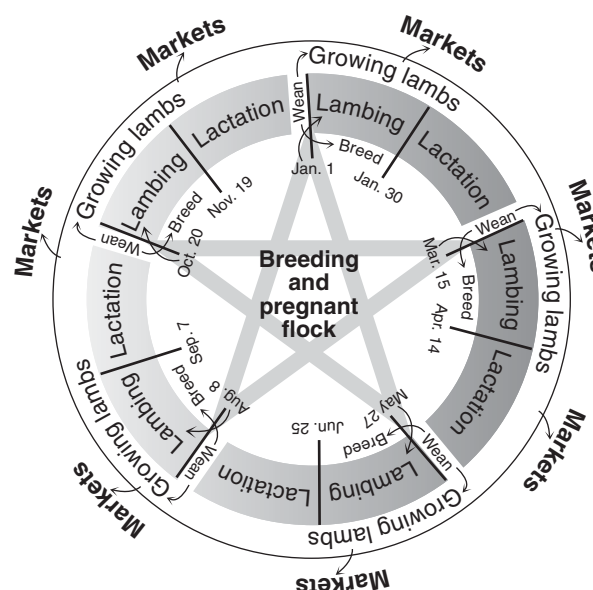 Markets
Growing lambs
Wean
Lambing
Lactation
Breed
Jan. 1
Jan. 30
Markets
Growing lambs
Wean
Lambing
Lactation
Breed
Mar. 15
Apr. 14
Markets
Growing lambs
Wean
Lambing
Lactation
Breed
May 27
Jun. 25
Markets
Growing lambs
Wean
Lambing
Lactation
Breed
Aug. 8
Sep. 7
Markets
Growing lambs
Wean
Lambing
Lactation
Breed
Oct. 20
Nov. 19
Markets
Markets
Markets
Breeding
and
pregnant
flock